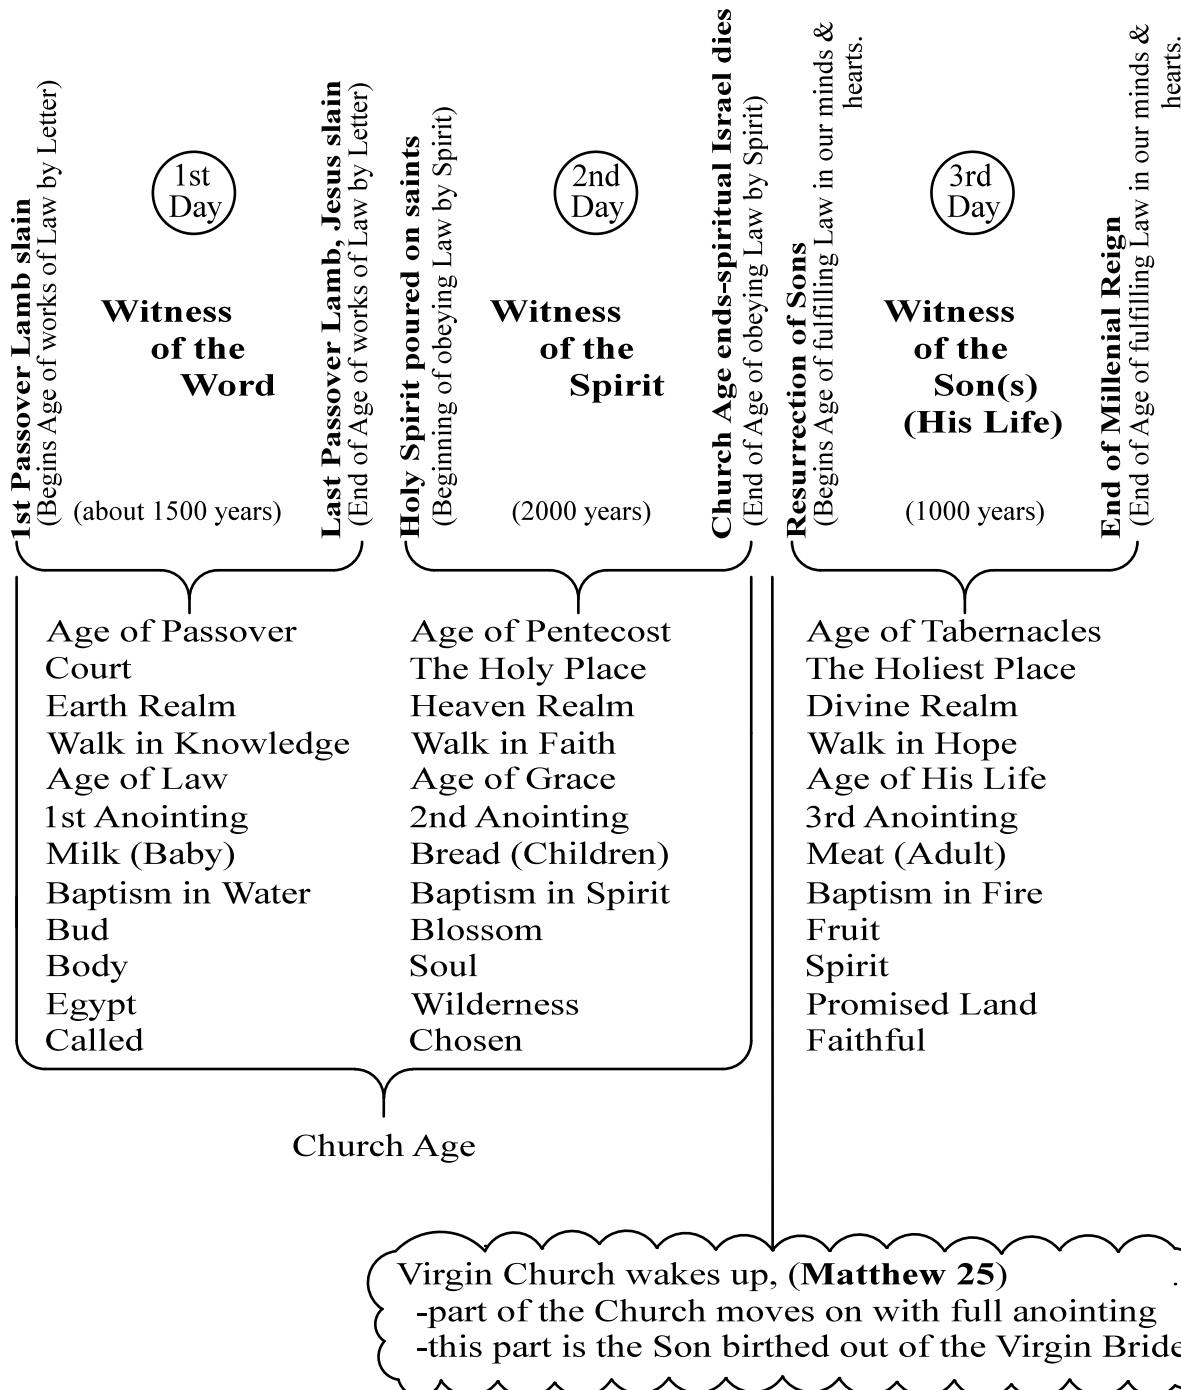 1st Passover Lamb slain
(Begins Age of works of Law by Letter)
1st
Day
Witness
of the
Word
(about 1500 years)
Last Passover Lamb, Jesus slain
(End of Age of works of Law by Letter)
Holy Spirit poured on saints
(Beginning of obeying Law by Spirit)
2nd
Day
Witness
of the
Spirit
(2000 years)
Church Age ends-spiritual Israel dies
(End of Age of obeying Law by Spirit)
Resurrection of Sons
(Begins Age of fulfilling Law in our minds &
hearts.
3rd
Day
Witness
of the
Son(s)
(His Life)
(1000 years)
End of Millenial Reign
(End of Age of fulfilling Law in our minds &
hearts.
Age of Passover
Court
Earth Realm
Walk in Knowledge
Age of Law
1st Anointing
Milk (Baby)
Baptism in Water
Bud
Body
Egypt
Called
Age of Pentecost
The Holy Place
Heaven Realm
Walk in Faith
Age of Grace
2nd Anointing
Bread (Children)
Baptism in Spirit
Blossom
Soul
Wilderness
Chosen
Age of Tabernacles
The Holiest Place
Divine Realm
Walk in Hope
Age of His Life
3rd Anointing
Meat (Adult)
Baptism in Fire
Fruit
Spirit
Promised Land
Faithful
Church Age
Virgin Church wakes up, (Matthew 25)
-part of the Church moves on with full anointing
-this part is the Son birthed out of the Virgin Bride